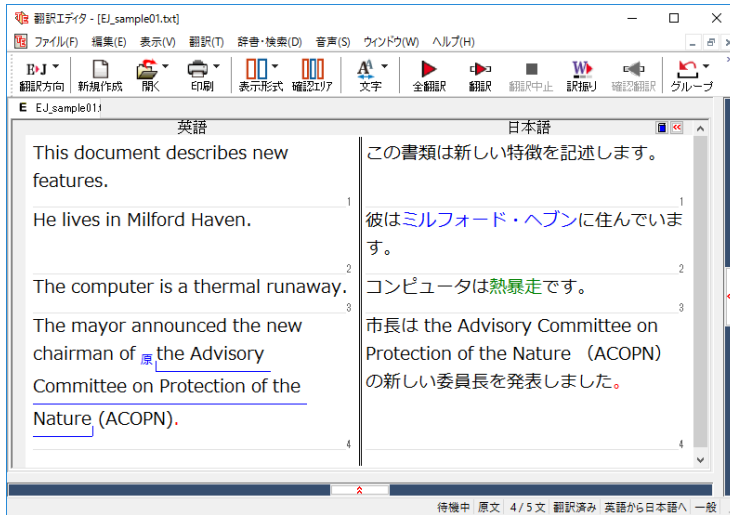 翻訳エディタ - [EJ_sample01.txt]
ファイル(F) 編集(E) 表示(V) 翻訳(T) 辞書・検索(D) 音声(S) ウインドウ(W) ヘルプ(H)
翻訳方向 新規作成 開く 印刷 表示形式 確認エリア 文字 全翻訳 翻訳 翻訳中止 訳振り 確認翻訳 グループ
E EJ_sample01.t
英語 日本語
This document describes new
features.
1
He lives in Milford Haven.
2
The computer is a thermal runaway.
3
The mayor announced the new
chairman of 原 the Advisory
Committee on Protection of the
Nature (ACOPN).
4
この書類は新しい特徴を記述します。
1
彼はミルフォード・ヘブンに住んでいま
す。
2
コンピュータは熱暴走です。
3
市長は the Advisory Committee on
Protection of the Nature （ACOPN）
の新しい委員長を発表しました。
4
待機中 原文 4/5文 翻訳済み 英語から日本語へ 一般